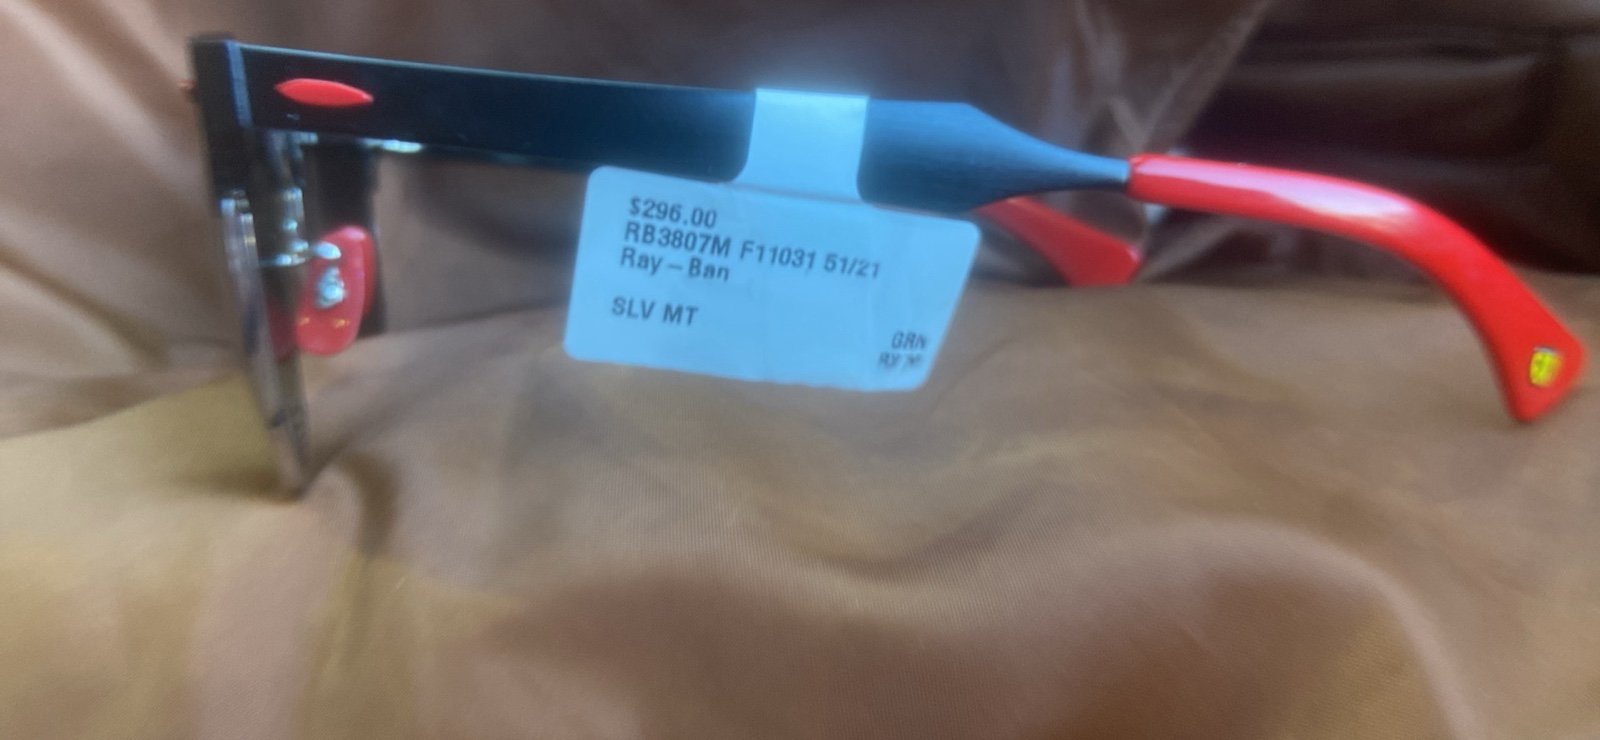 $296.00
RB3807M F11031 51/21
Ray-Ban
SLV MT
GRN